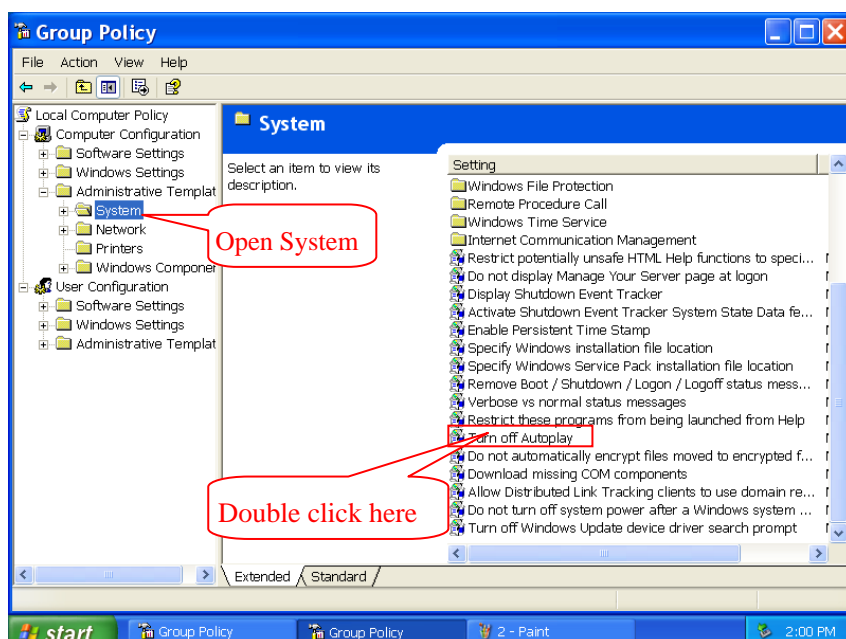 Group Policy
File Action View Help
Local Computer Policy
Computer Configuration
Software Settings
Windows Settings
Administrative Templat
System
Network
Printers
Windows Componer
User Configuration
Software Settings
Windows Settings
Administrative Templat
System
Select an item to view its
description.
Setting
Windows File Protection
Remote Procedure Call
Windows Time Service
Internet Communication Management
Restrict potentially unsafe HTML Help functions to speci...
Do not display Manage Your Server page at logon
Display Shutdown Event Tracker
Activate Shutdown Event Tracker System State Data fe...
Enable Persistent Time Stamp
Specify Windows installation file location
Specify Windows Service Pack installation file location
Remove Boot / Shutdown / Logon / Logoff status mess...
Verbose vs normal status messages
Restrict these programs from being launched from Help
Turn off Autoplay
Do not automatically encrypt files moved to encrypted f...
Download missing COM components
Allow Distributed Link Tracking clients to use domain re...
Do not turn off system power after a Windows system ...
Turn off Windows Update device driver search prompt
Open System
Double click here
Extended Standard
start Group Policy Group Policy 2 - Paint 2:00 PM